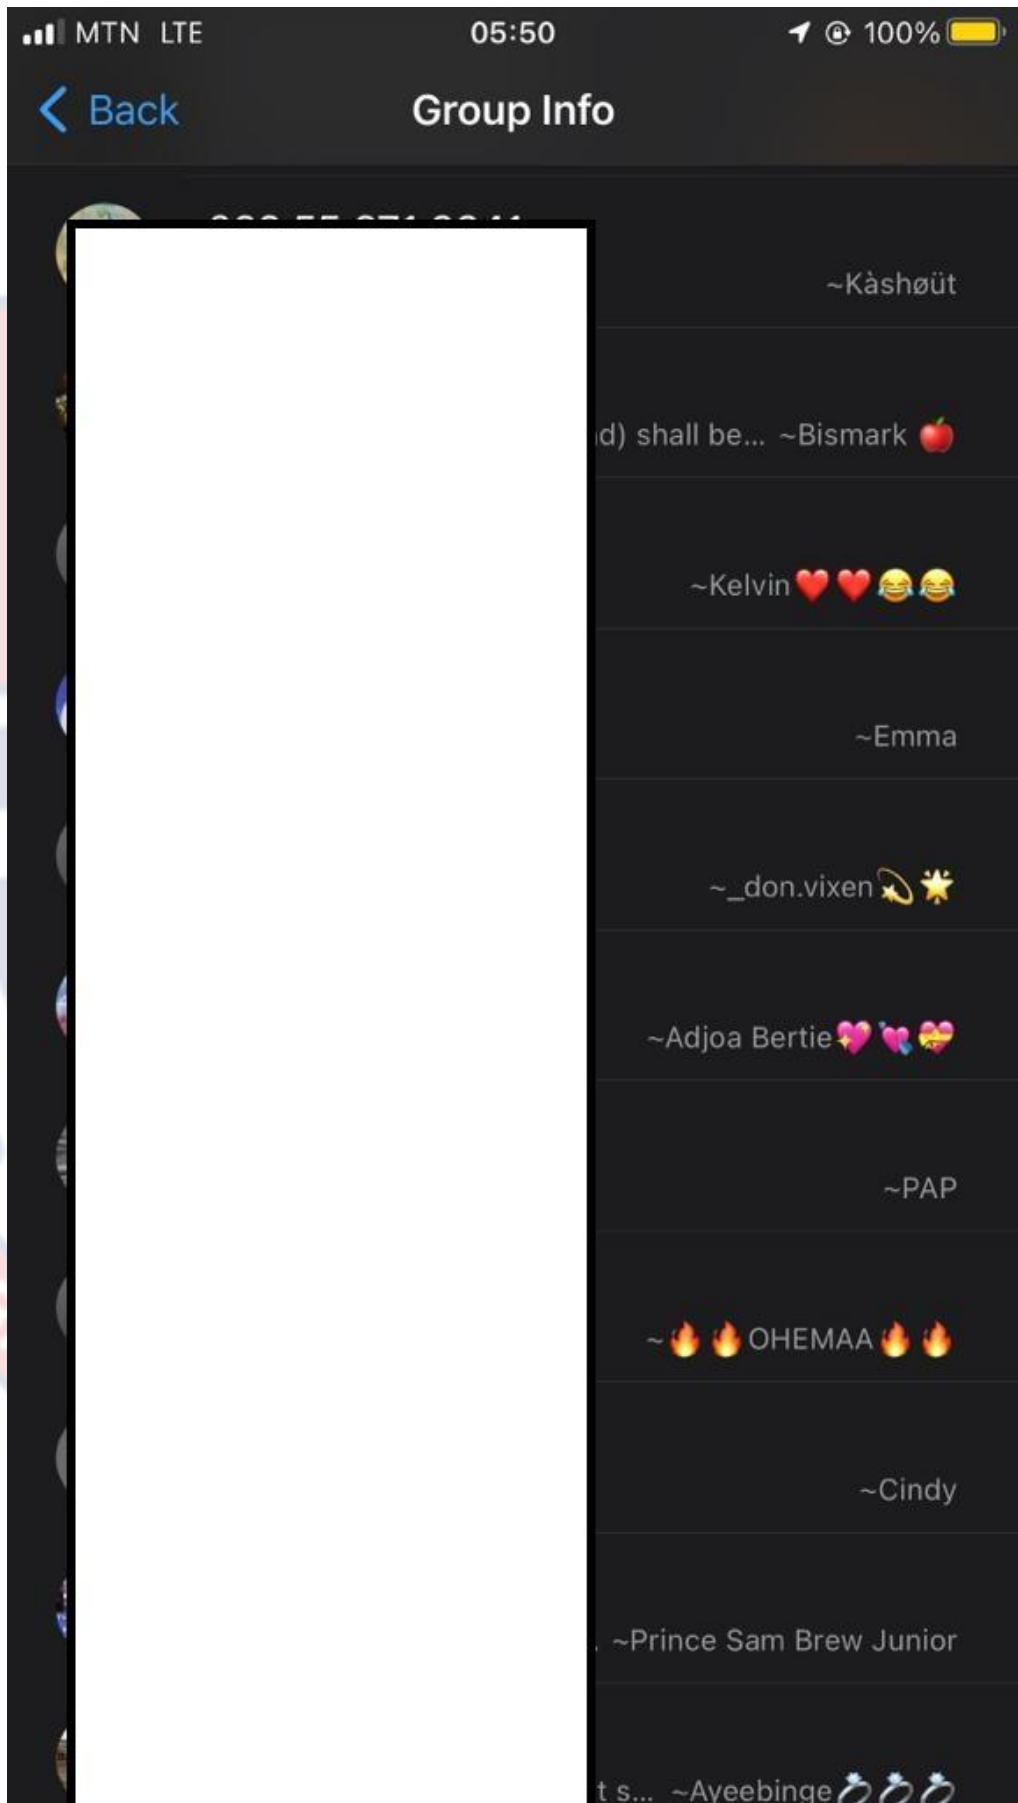 MTN LTE 05:50 100%
Back Group Info
~Kàshøüt
d) shall be... ~Bismark 🍎
~Kelvin❤️❤️😂😂
~Emma
~_don.vixen💫🌟
~Adjoa Bertie💖💘💝
~PAP
~🔥🔥OHEMAA🔥🔥
~Cindy
. ~Prince Sam Brew Junior
t s... ~Ayeebinge💍💍💍